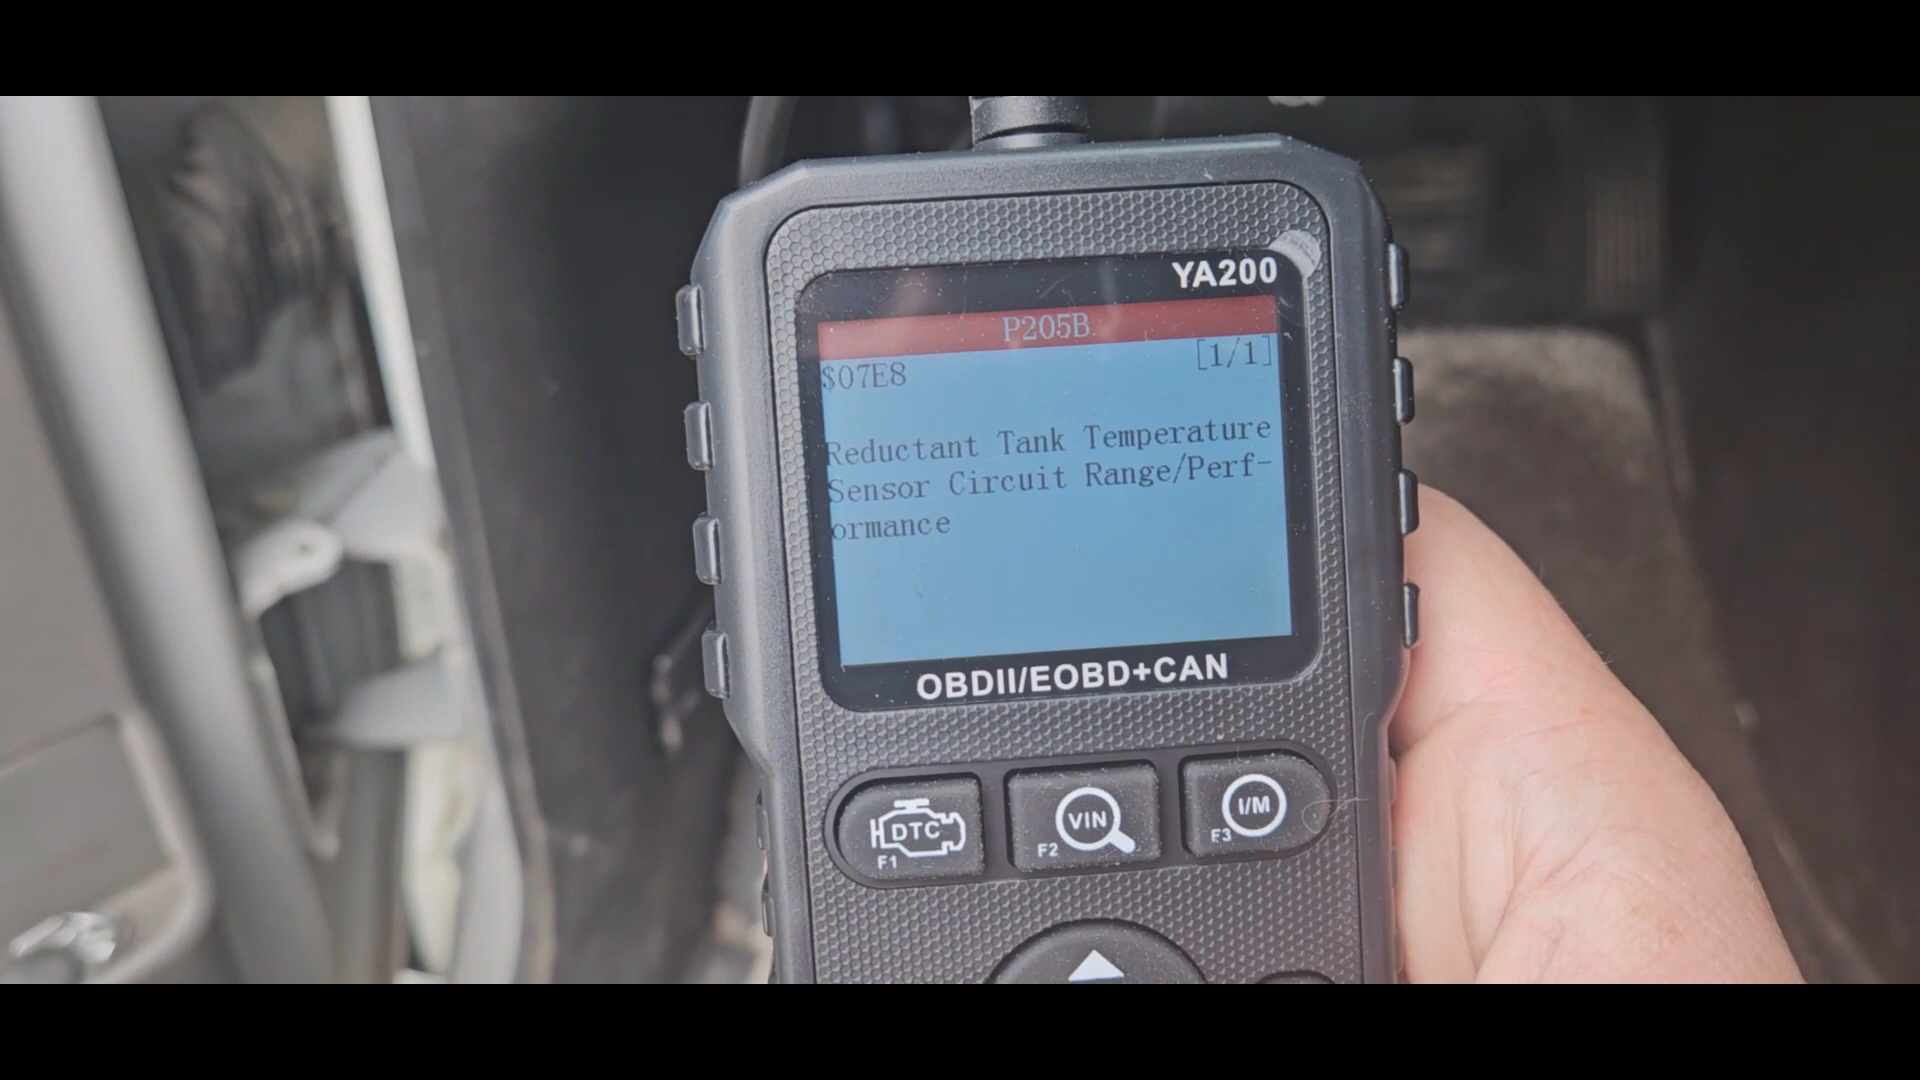 YA200
P205B
$07E8 [1/1]
Reductant Tank Temperature
Sensor Circuit Range/Perf-
ormance
OBDII/EOBD+CAN
DTC VIN I/M
F1 F2 F3